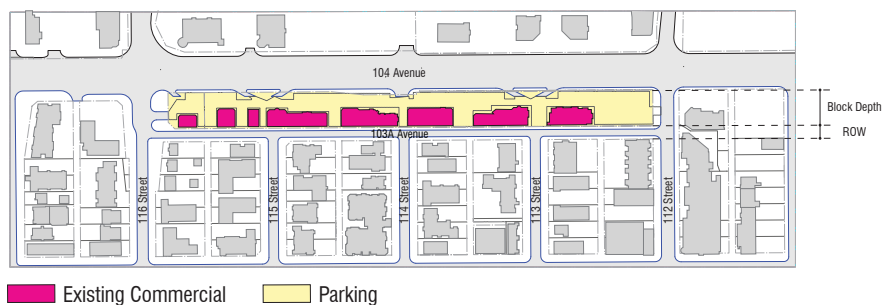 104 Avenue
Block Depth
103A Avenue
ROW
116 Street
115 Street
114 Street
113 Street
112 Street
Existing Commercial
Parking